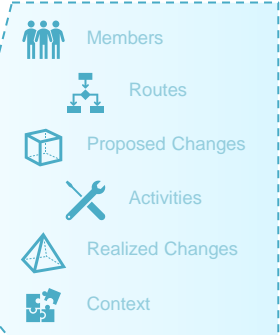 Members
Routes
Proposed Changes
Activities
Realized Changes
Context